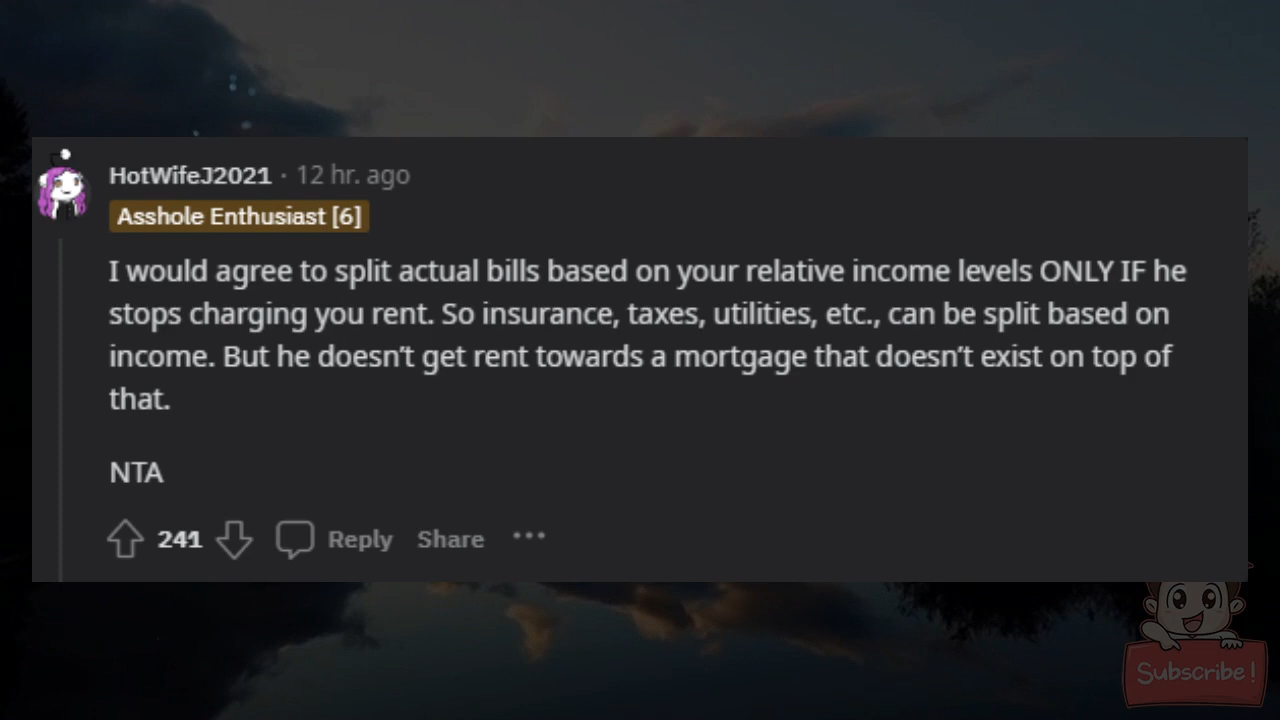 HotWifeJ2021 · 12 hr. ago
Asshole Enthusiast [6]
I would agree to split actual bills based on your relative income levels ONLY IF he
stops charging you rent. So insurance, taxes, utilities, etc., can be split based on
income. But he doesn’t get rent towards a mortgage that doesn’t exist on top of
that.
NTA
241 Reply Share ···
Subscribe!